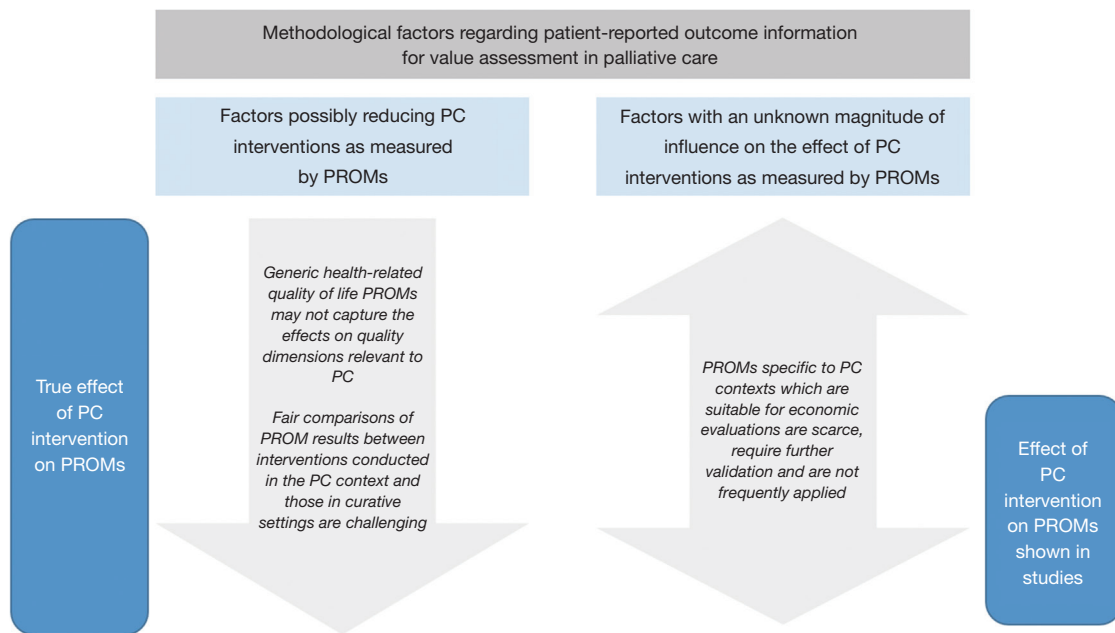 Methodological factors regarding patient-reported outcome information
for value assessment in palliative care
Factors possibly reducing PC
interventions as measured
by PROMs
Factors with an unknown magnitude of
influence on the effect of PC
interventions as measured by PROMs
True effect
of PC
intervention
on PROMs
Generic health-related
quality of life PROMs
may not capture the
effects on quality
dimensions relevant to
PC
Fair comparisons of
PROM results between
interventions conducted
in the PC context and
those in curative
settings are challenging
PROMs specific to PC
contexts which are
suitable for economic
evaluations are scarce,
require further
validation and are not
frequently applied
Effect of
PC
intervention
on PROMs
shown in
studies